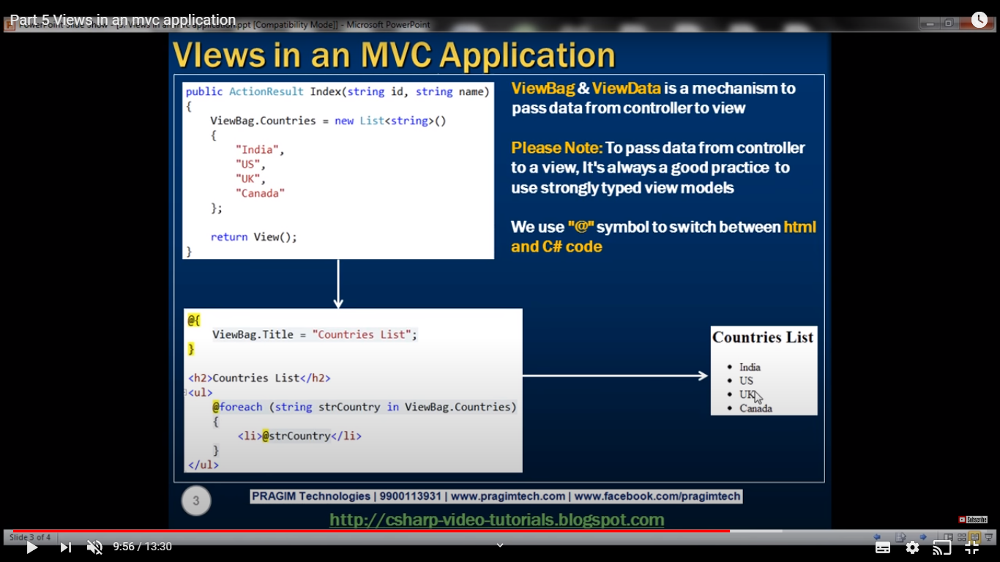 Part 5 Views in an mvc application
PowerPoint Slide Show - [5. Views in an mvc application.ppt [Compatibility Mode]] - Microsoft PowerPoint
VIews in an MVC Application
public ActionResult Index(string id, string name)
{
    ViewBag.Countries = new List<string>()
    {
        "India",
        "US",
        "UK",
        "Canada"
    };
    return View();
}
ViewBag & ViewData is a mechanism to
pass data from controller to view
Please Note: To pass data from controller
to a view, It's always a good practice to
use strongly typed view models
We use "@" symbol to switch between html
and C# code
@{
    ViewBag.Title = "Countries List";
}
<h2>Countries List</h2>
<ul>
    @foreach (string strCountry in ViewBag.Countries)
    {
        <li>@strCountry</li>
    }
</ul>
Countries List
• India
• US
• UK
• Canada
3
PRAGIM Technologies | 9900113931 | www.pragimtech.com | www.facebook.com/pragimtech
http://csharp-video-tutorials.blogspot.com
Subscribe
Slide 3 of 4
9:56 / 13:30